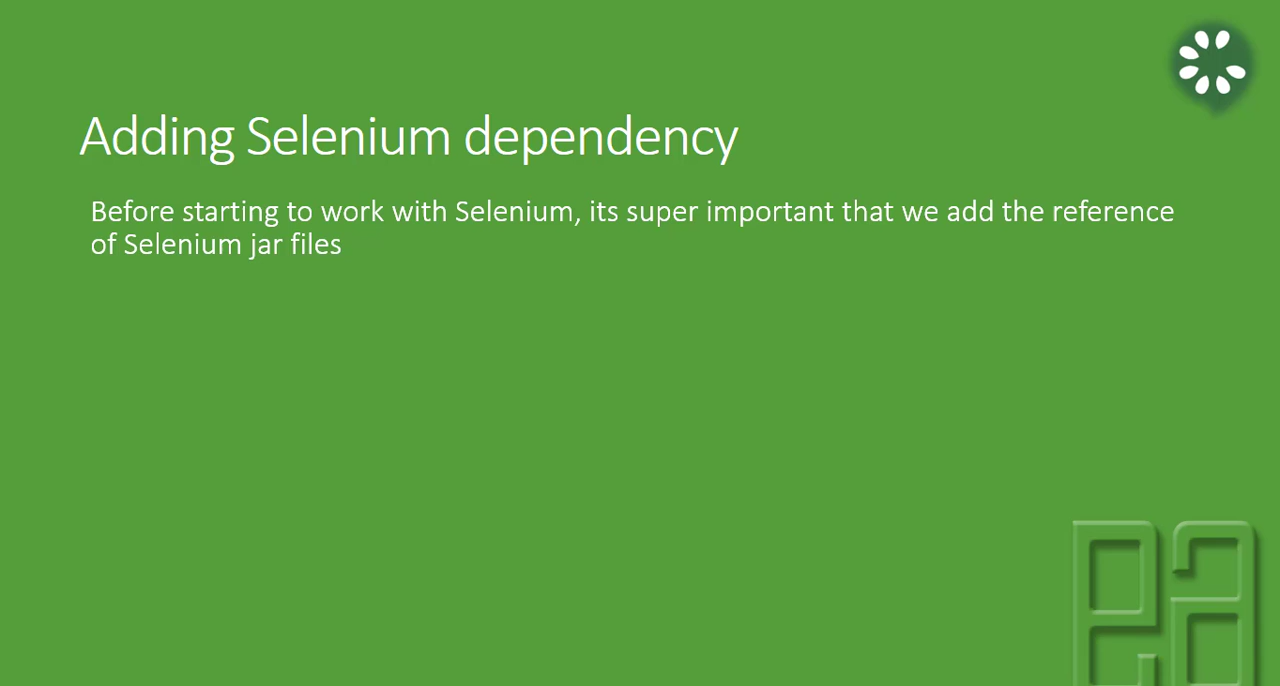 Adding Selenium dependency
Before starting to work with Selenium, its super important that we add the reference
of Selenium jar files
ea